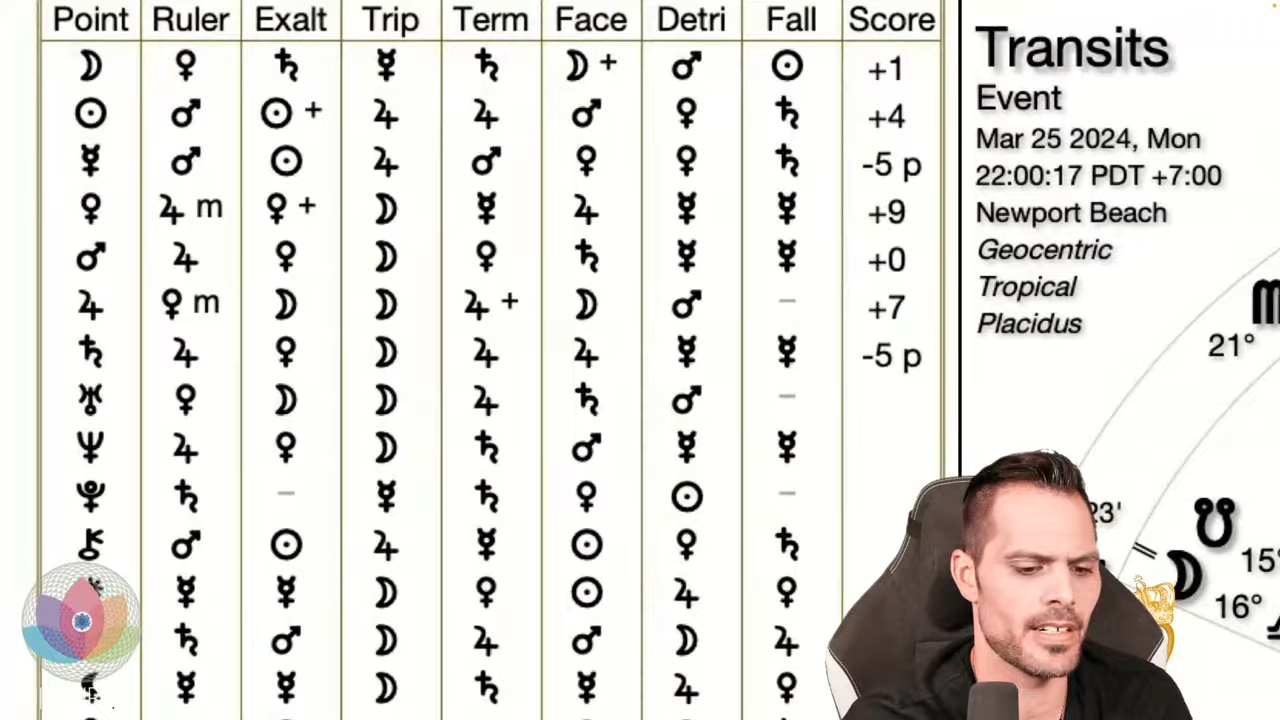 Point Ruler Exalt Trip Term Face Detri Fall Score
☽ ♀ ♄ ☿ ♄ ☽ + ♂ ☉ +1
☉ ♂ ☉ + ♃ ♃ ♂ ♀ ♄ +4
☿ ♂ ☉ ♃ ♂ ♀ ♀ ♄ -5 p
♀ ♃ m ♀ + ☽ ☿ ♃ ☿ ☿ +9
♂ ♃ ♀ ☽ ♀ ♄ ☿ ☿ +0
♃ ♀ m ☽ ☽ ♃ + ☽ ♂ – +7
♄ ♃ ♀ ☽ ♃ ♃ ☿ ☿ -5 p
♅ ♀ ☽ ☽ ♃ ♄ ♂ –
♆ ♃ ♀ ☽ ♄ ♂ ☿ ☿
♇ ♄ – ☿ ♄ ♀ ☉ –
⚷ ♂ ☉ ♃ ☿ ☉ ♀ ♄
☿ ☿ ☽ ♀ ☉ ♃ ♀
♄ ♂ ☽ ♃ ♂ ☽ ♃
☿ ☿ ☽ ♄ ☿ ♃ ♀
Transits
Event
Mar 25 2024, Mon
22:00:17 PDT +7:00
Newport Beach
Geocentric
Tropical
Placidus
21°
23'
☋
☽
15°
16°